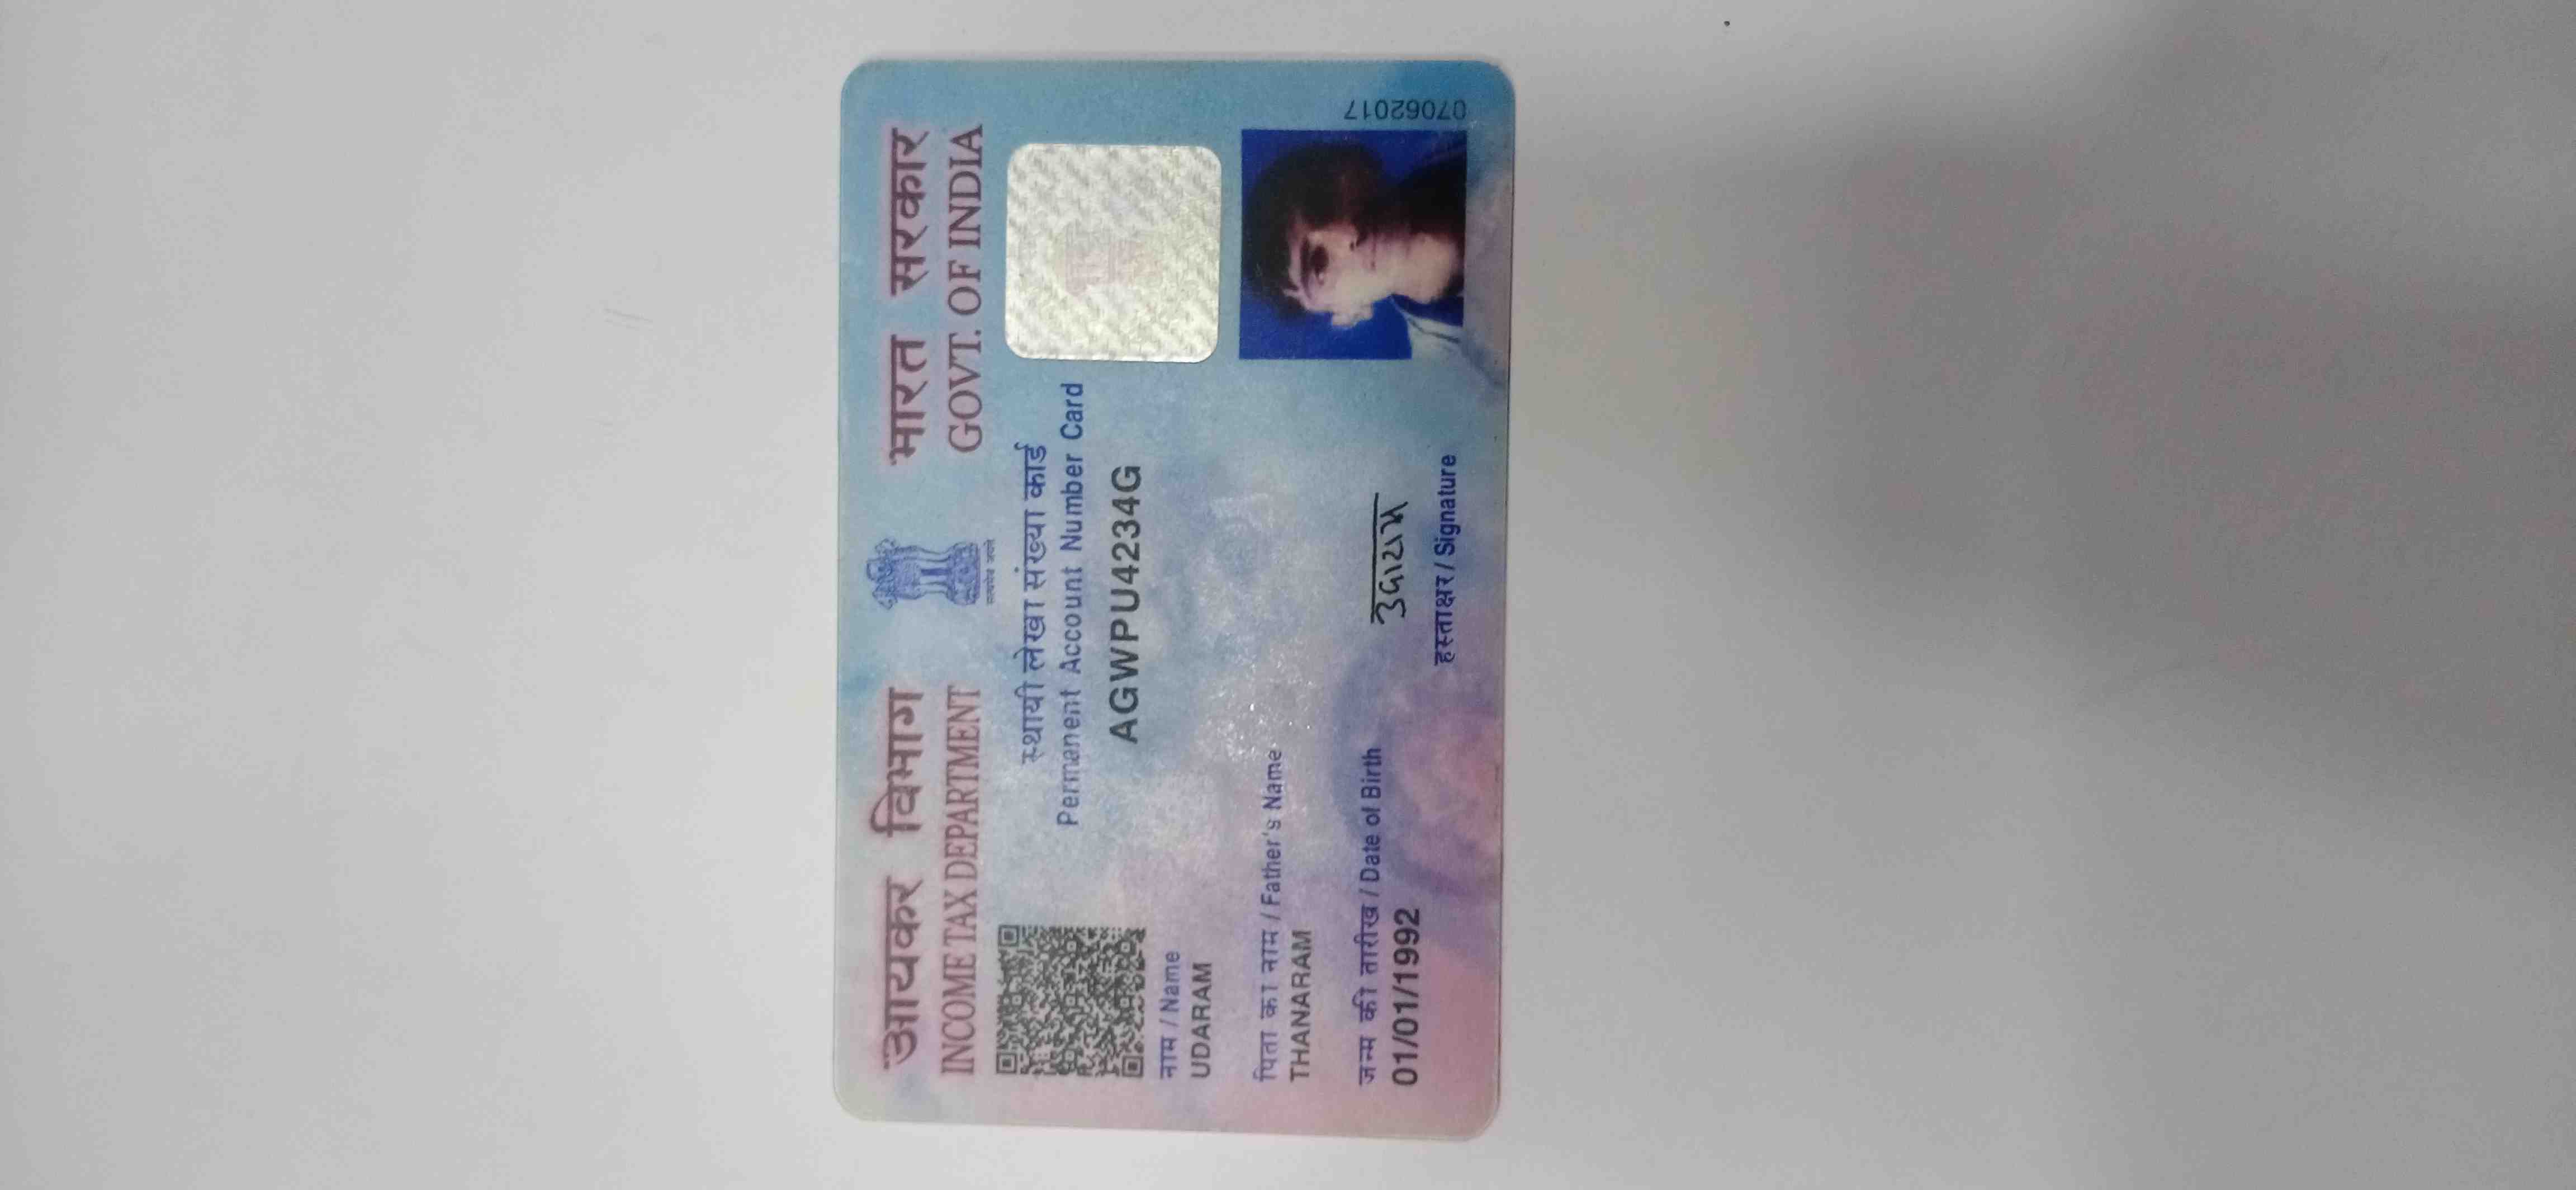 आयकर विभाग
INCOME TAX DEPARTMENT
सत्यमेव जयते
भारत सरकार
GOVT. OF INDIA
स्थायी लेखा संख्या कार्ड
Permanent Account Number Card
AGWPU4234G
नाम / Name
UDARAM
पिता का नाम / Father's Name
THANARAM
जन्म की तारीख / Date of Birth
01/01/1992
उदाराम
हस्ताक्षर / Signature
07062017